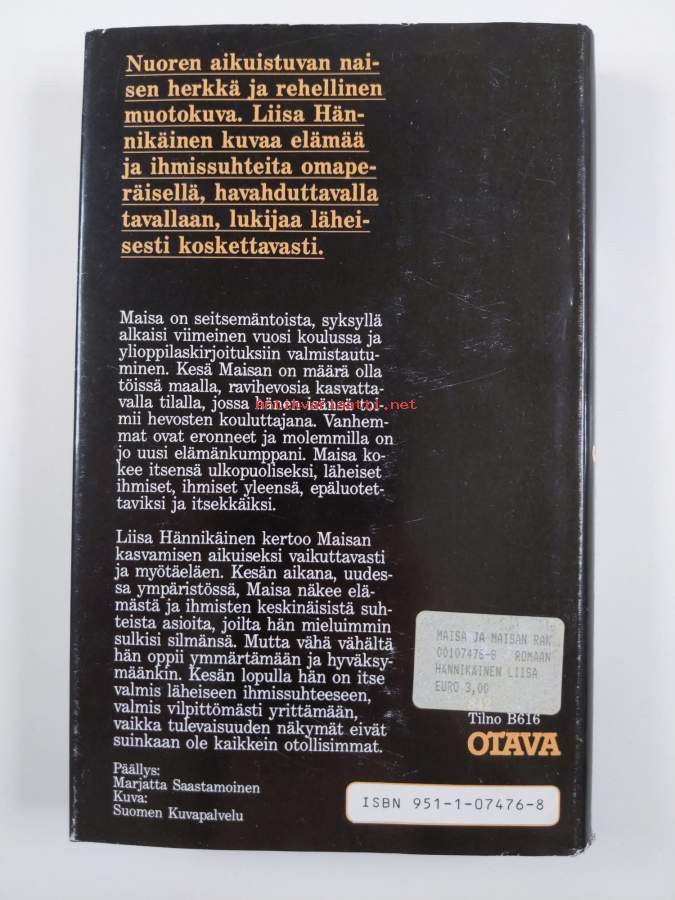 Nuoren aikuistuvan nai-
sen herkkä ja rehellinen
muotokuva. Liisa Hän-
nikäinen kuvaa elämää
ja ihmissuhteita omape-
räisellä, havahduttavalla
tavallaan, lukijaa lähei-
sesti koskettavasti.
Maisa on seitsemäntoista, syksyllä
alkaisi viimeinen vuosi koulussa ja
ylioppilaskirjoituksiin valmistautu-
minen. Kesä Maisan on määrä olla
töissä maalla, ravihevosia kasvatta-
valla tilalla, jossa hänen isänsä toi-
mii hevosten kouluttajana. Vanhem-
mat ovat eronneet ja molemmilla on
jo uusi elämänkumppani. Maisa ko-
kee itsensä ulkopuoliseksi, läheiset
ihmiset, ihmiset yleensä, epäluotet-
taviksi ja itsekkäiksi.
Liisa Hännikäinen kertoo Maisan
kasvamisen aikuiseksi vaikuttavasti
ja myötäeläen. Kesän aikana, uudes-
sa ympäristössä, Maisa näkee elä-
mästä ja ihmisten keskinäisistä suh-
teista asioita, joilta hän mieluimmin
sulkisi silmänsä. Mutta vähä vähältä
hän oppii ymmärtämään ja hyväksy-
määnkin. Kesän lopulla hän on itse
valmis läheiseen ihmissuhteeseen,
valmis vilpittömästi yrittämään,
vaikka tulevaisuuden näkymät eivät
suinkaan ole kaikkein otollisimmat.
Päällys:
Marjatta Saastamoinen
Kuva:
Suomen Kuvapalvelu
MAISA JA MAISAN RAK
00107476-8 ROMAAN
HÄNNIKÄINEN LIISA
EURO 3,00
Tilno B616
OTAVA
ISBN 951-1-07476-8